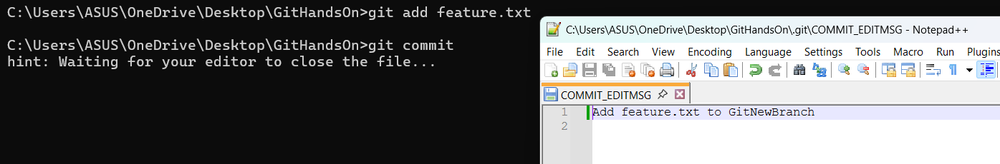 C:\Users\ASUS\OneDrive\Desktop\GitHandsOn>git add feature.txt
C:\Users\ASUS\OneDrive\Desktop\GitHandsOn>git commit
hint: Waiting for your editor to close the file...
C:\Users\ASUS\OneDrive\Desktop\GitHandsOn\.git\COMMIT_EDITMSG - Notepad++
File Edit Search View Encoding Language Settings Tools Macro Run Plugins
COMMIT_EDITMSG
1 Add feature.txt to GitNewBranch
2